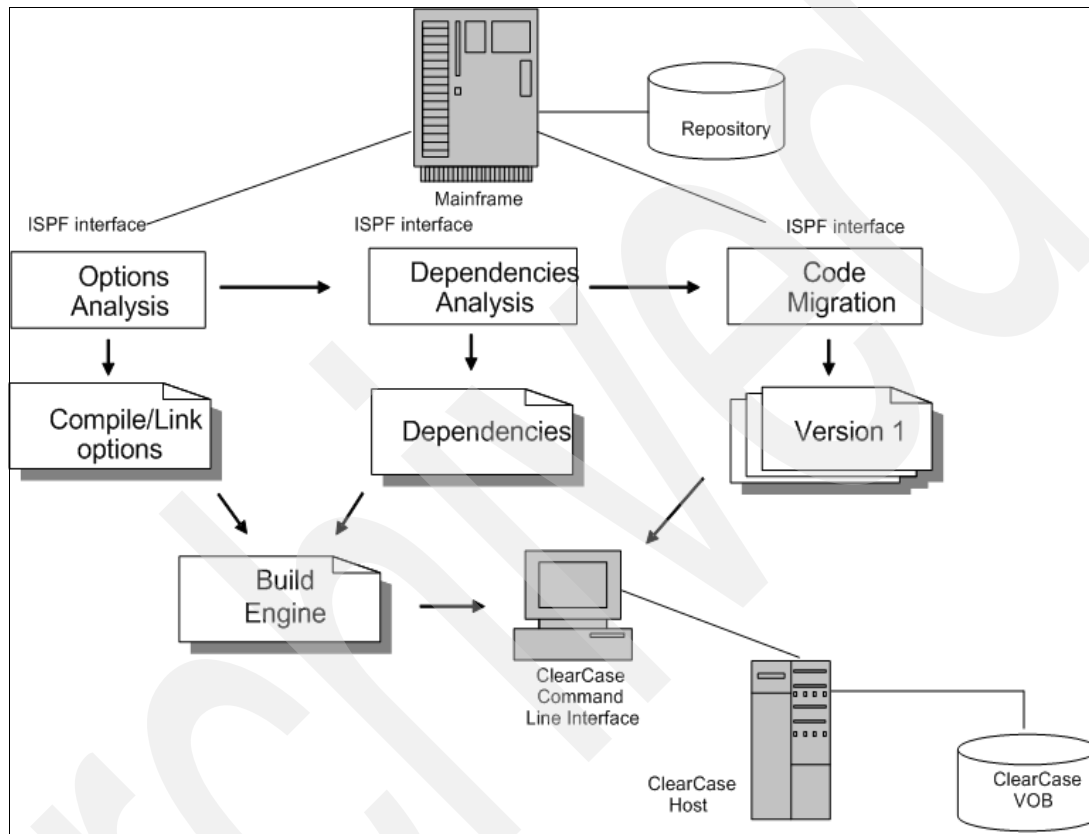 Repository
Mainframe
ISPF interface
ISPF interface
ISPF interface
Options
Analysis
Dependencies
Analysis
Code
Migration
Compile/Link
options
Dependencies
Version 1
Build
Engine
ClearCase
Command
Line Interface
ClearCase
Host
ClearCase
VOB